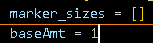 marker_sizes = []
baseAmt = 1